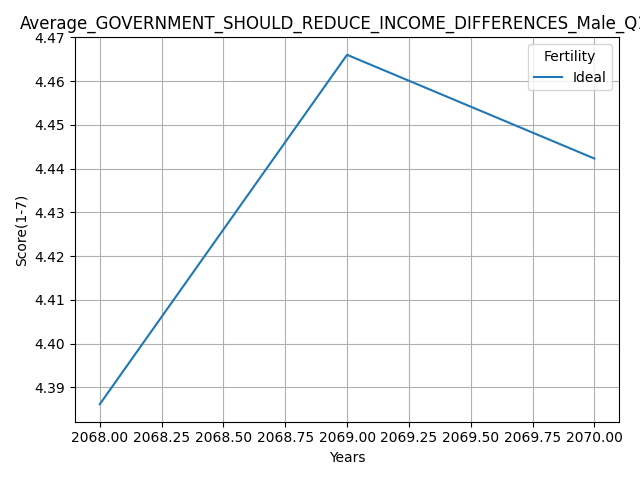 Average_GOVERNMENT_SHOULD_REDUCE_INCOME_DIFFERENCES_Male_Q
4.47
4.46
4.45
4.44
4.43
4.42
4.41
4.40
4.39
Score(1-7)
Fertility
Ideal
2068.00 2068.25 2068.50 2068.75 2069.00 2069.25 2069.50 2069.75 2070.00
Years